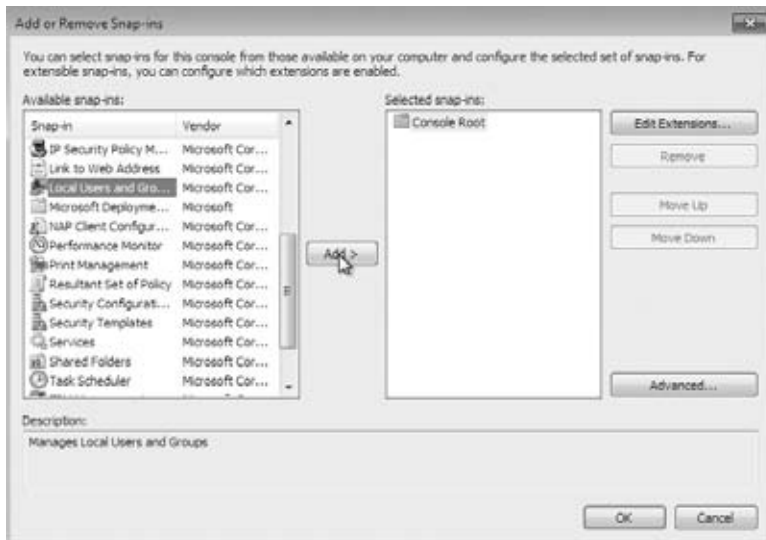 Add or Remove Snap-ins
You can select snap-ins for this console from those available on your computer and configure the selected set of snap-ins. For
extensible snap-ins, you can configure which extensions are enabled.
Available snap-ins:
Snap-in Vendor
IP Security Policy M... Microsoft Cor...
Link to Web Address Microsoft Cor...
Local Users and Gro... Microsoft Cor...
Microsoft Deployme... Microsoft
NAP Client Configur... Microsoft Cor...
Performance Monitor Microsoft Cor...
Print Management Microsoft Cor...
Resultant Set of Policy Microsoft Cor...
Security Configurati... Microsoft Cor...
Security Templates Microsoft Cor...
Services Microsoft Cor...
Shared Folders Microsoft Cor...
Task Scheduler Microsoft Cor...
Add >
Selected snap-ins:
Console Root
Edit Extensions...
Remove
Move Up
Move Down
Advanced...
Description:
Manages Local Users and Groups
OK
Cancel